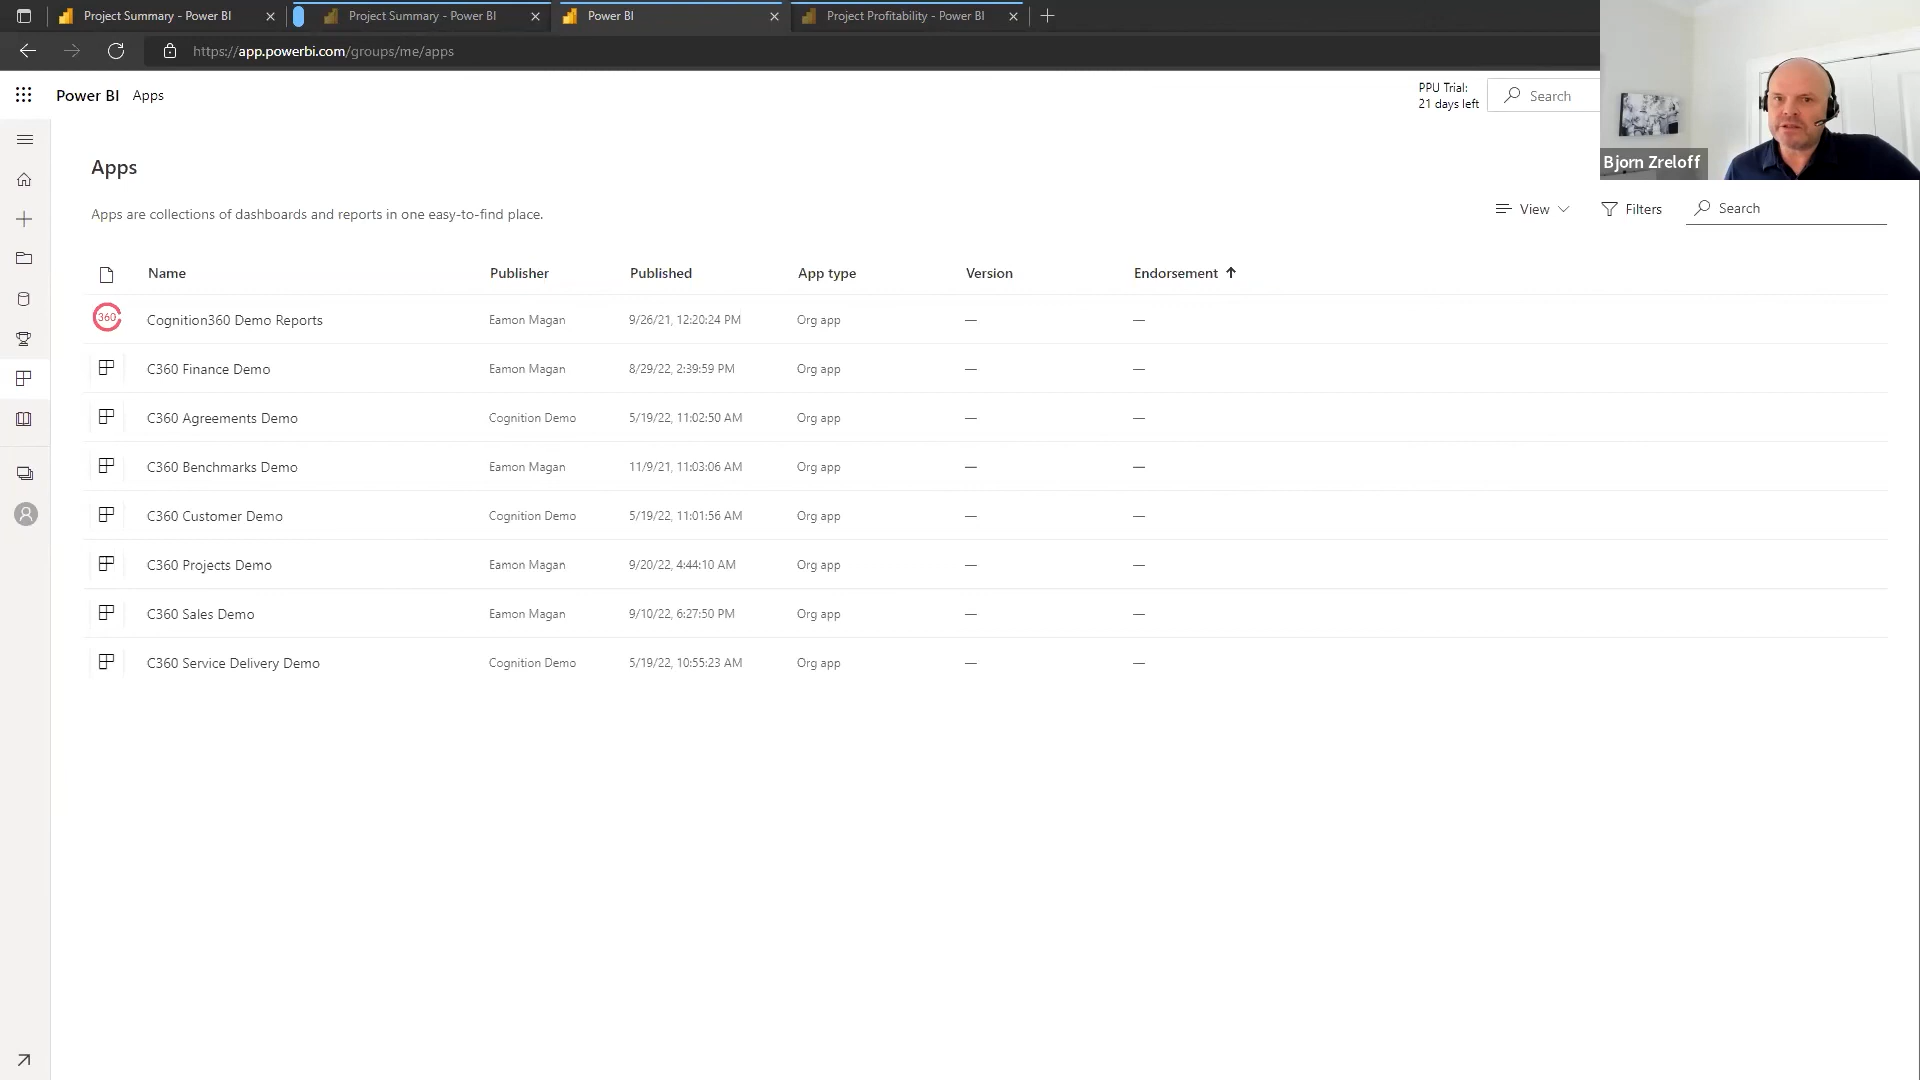 Project Summary - Power BI
Project Summary - Power BI
Power BI
Project Profitability - Power BI
https://app.powerbi.com/groups/me/apps
Power BI Apps
PPU Trial:
21 days left
Search
Bjorn Zreloff
Apps
Apps are collections of dashboards and reports in one easy-to-find place.
View
Filters
Search
Name Publisher Published App type Version Endorsement
360 Cognition360 Demo Reports Eamon Magan 9/26/21, 12:20:24 PM Org app — —
C360 Finance Demo Eamon Magan 8/29/22, 2:39:59 PM Org app — —
C360 Agreements Demo Cognition Demo 5/19/22, 11:02:50 AM Org app — —
C360 Benchmarks Demo Eamon Magan 11/9/21, 11:03:06 AM Org app — —
C360 Customer Demo Cognition Demo 5/19/22, 11:01:56 AM Org app — —
C360 Projects Demo Eamon Magan 9/20/22, 4:44:10 AM Org app — —
C360 Sales Demo Eamon Magan 9/10/22, 6:27:50 PM Org app — —
C360 Service Delivery Demo Cognition Demo 5/19/22, 10:55:23 AM Org app — —